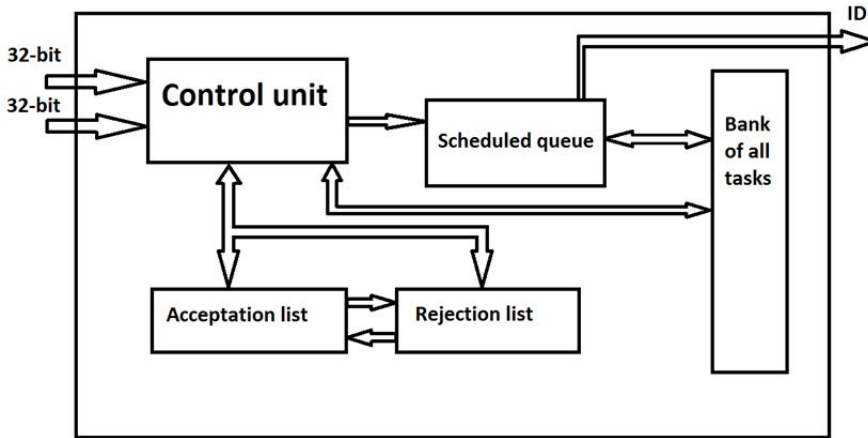 ID
32-bit
32-bit
Control unit
Scheduled queue
Bank
of all
tasks
Acceptation list
Rejection list